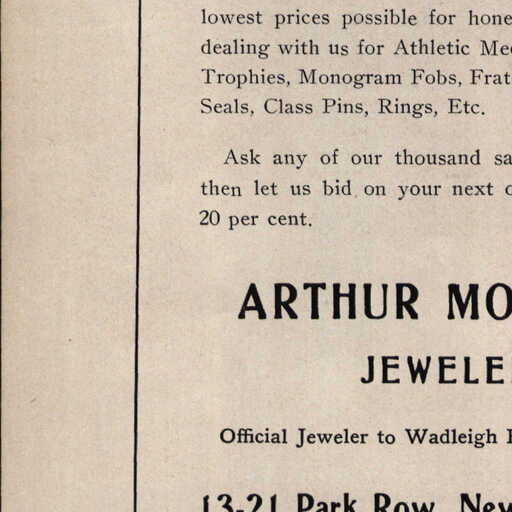 lowest prices possible for hone
dealing with us for Athletic Me
Trophies, Monogram Fobs, Frat
Seals, Class Pins, Rings, Etc.
Ask any of our thousand sa
then let us bid on your next
20 per cent.
ARTHUR MO
JEWELE
Official Jeweler to Wadleigh
13-21 Park Row, New